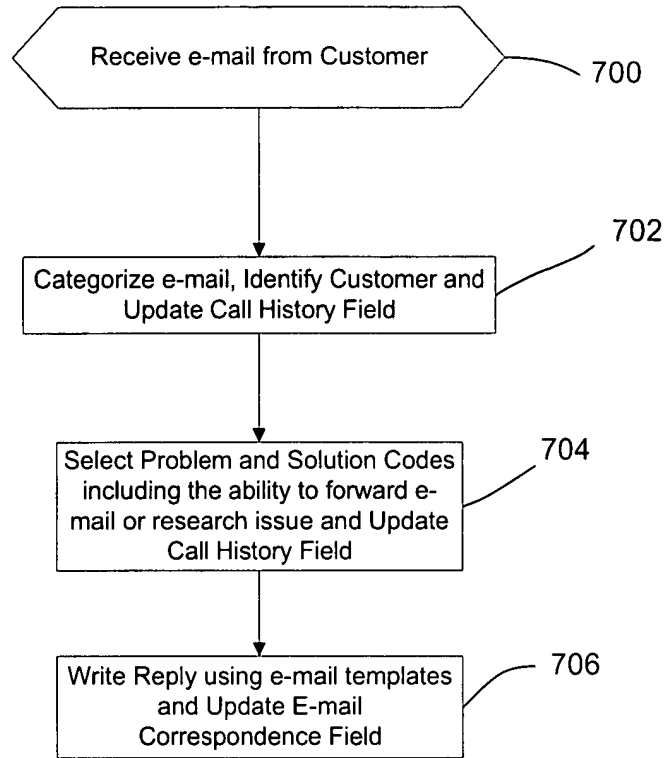 Receive e-mail from Customer
700
702
Categorize e-mail, Identify Customer and
Update Call History Field
704
Select Problem and Solution Codes
including the ability to forward e-
mail or research issue and Update
Call History Field
706
Write Reply using e-mail templates
and Update E-mail
Correspondence Field